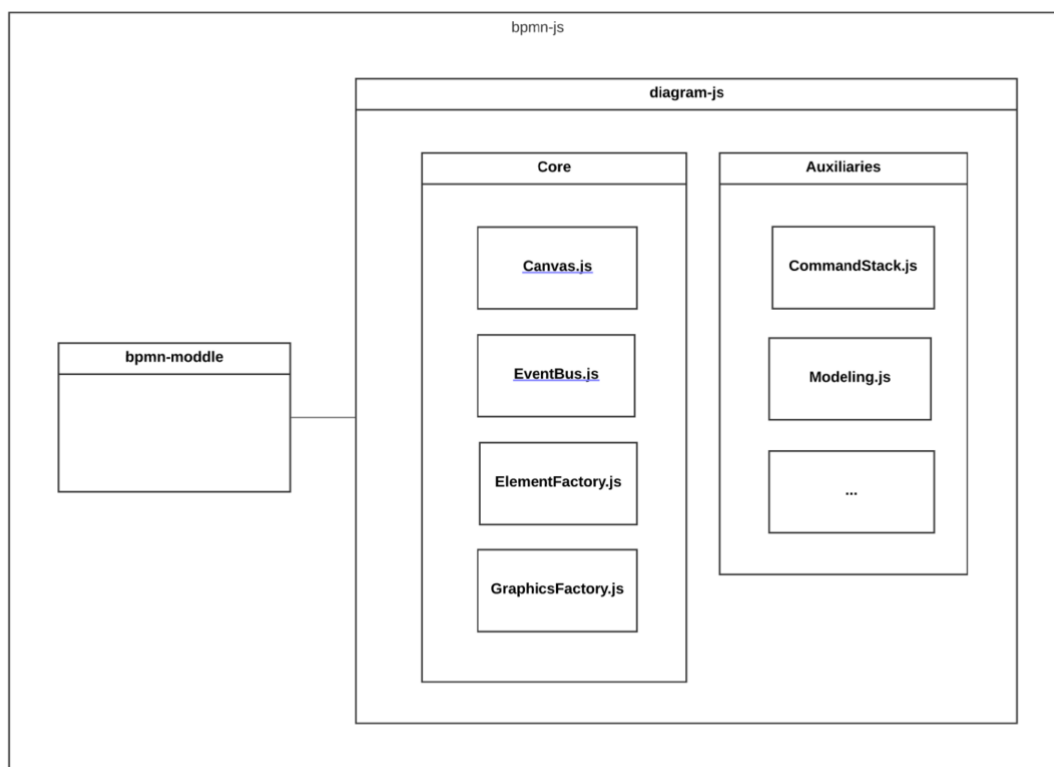 bpmn-js
diagram-js
Core
Auxiliaries
Canvas.js
CommandStack.js
EventBus.js
Modeling.js
bpmn-moddle
ElementFactory.js
...
GraphicsFactory.js